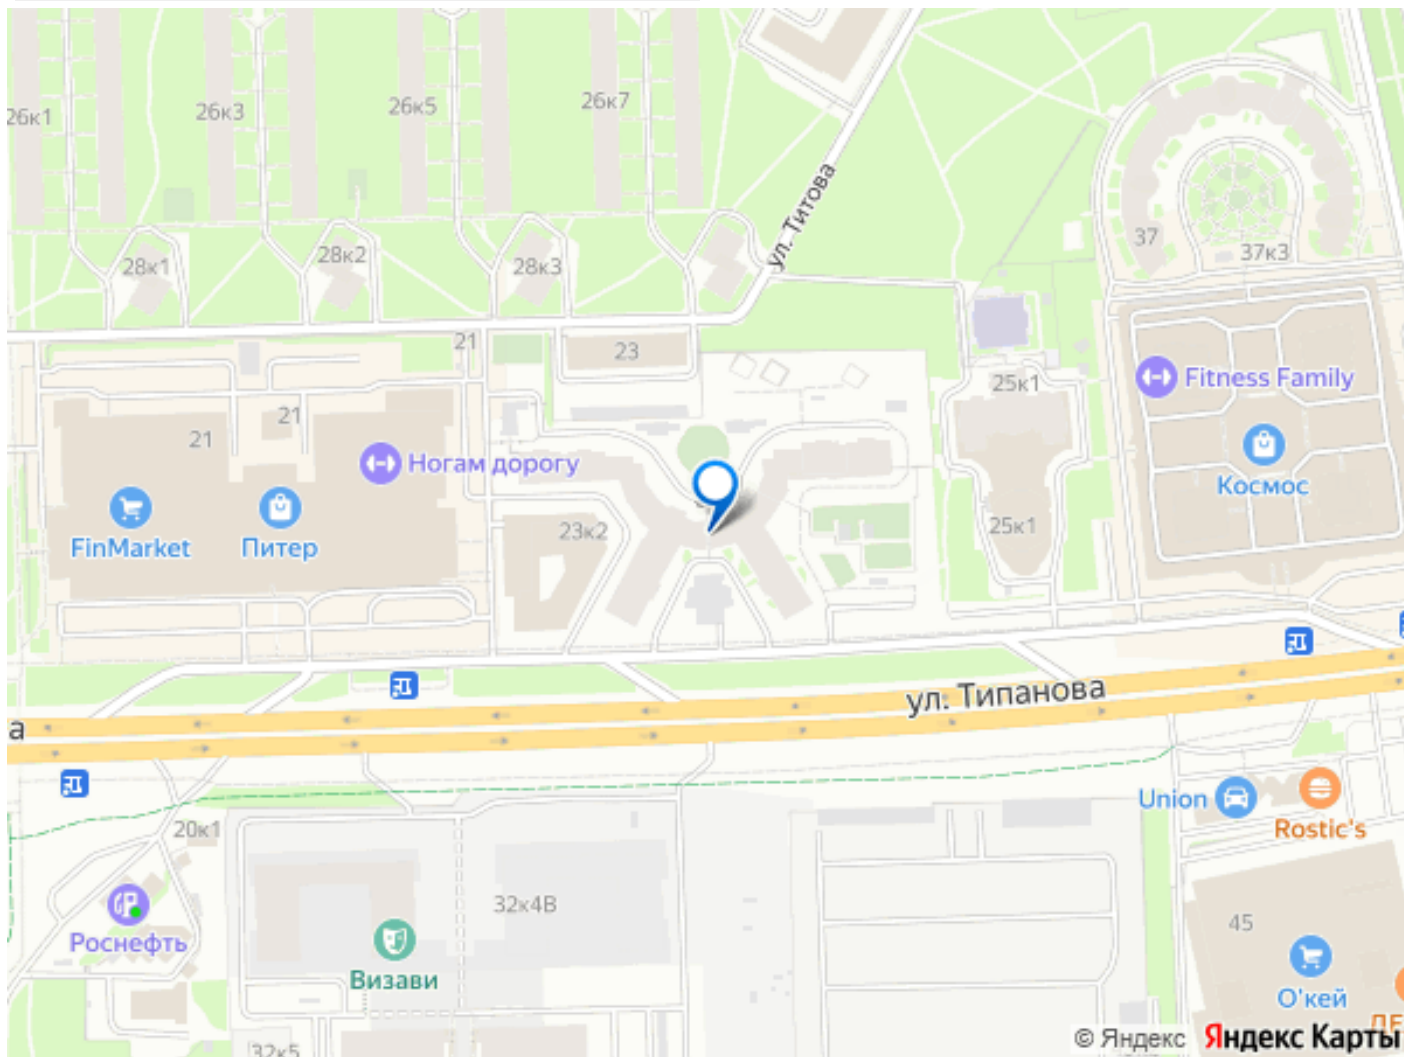 26к1
26к3
26к5
26к7
ул. Титова
28к1
28к2
28к3
37
37к3
21
23
25к1
Fitness Family
21
21
Ногам дорогу
Космос
FinMarket
Питер
23к2
25к1
ул. Типанова
а
Union
Rostic's
20к1
32к4В
45
Роснефть
Визави
О'кей
32к5
© Яндекс
Яндекс Карты